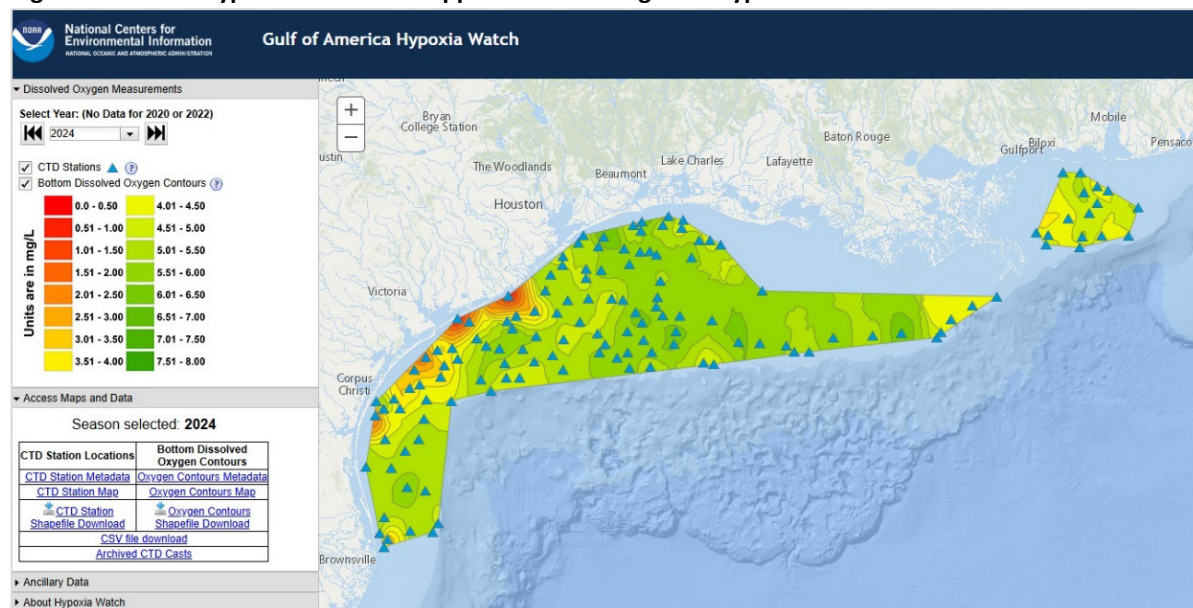 National Centers for
Environmental Information
NATIONAL OCEANIC AND ATMOSPHERIC ADMINISTRATION
NOAA
Gulf of America Hypoxia Watch
Dissolved Oxygen Measurements
Select Year: (No Data for 2020 or 2022)
2024
CTD Stations
Bottom Dissolved Oxygen Contours
Units are in mg/L
0.0 - 0.50 4.01 - 4.50
0.51 - 1.00 4.51 - 5.00
1.01 - 1.50 5.01 - 5.50
1.51 - 2.00 5.51 - 6.00
2.01 - 2.50 6.01 - 6.50
2.51 - 3.00 6.51 - 7.00
3.01 - 3.50 7.01 - 7.50
3.51 - 4.00 7.51 - 8.00
Access Maps and Data
Season selected: 2024
CTD Station Locations
Bottom Dissolved
Oxygen Contours
CTD Station Metadata Oxygen Contours Metadata
CTD Station Map Oxygen Contours Map
CTD Station
Shapefile Download
Oxygen Contours
Shapefile Download
CSV file download
Archived CTD Casts
Ancillary Data
About Hypoxia Watch
+
−
Bryan
College Station
The Woodlands
Houston
Beaumont
Lake Charles
Lafayette
Baton Rouge
Gulfport
Biloxi
Mobile
Pensaco
ustin
Victoria
Corpus
Christi
Brownsville